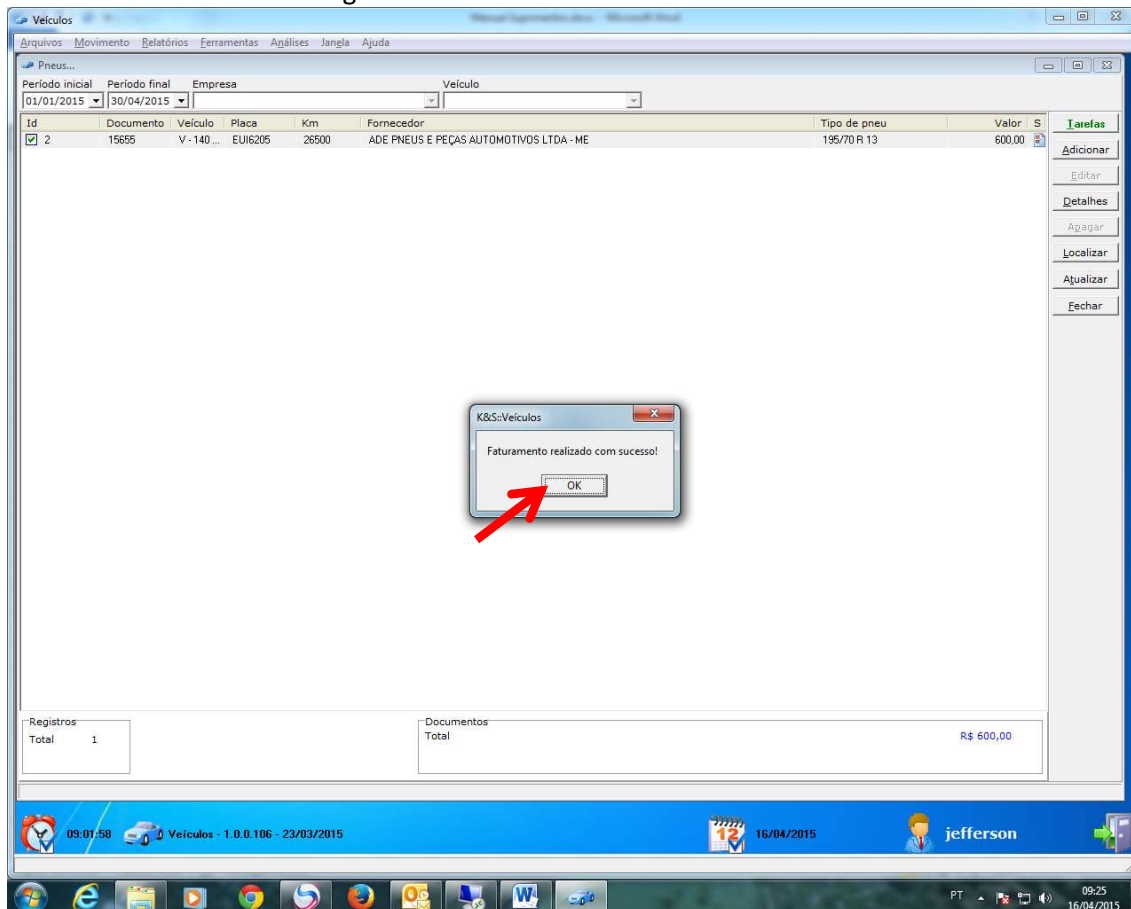 Veículos
Arquivos Movimento Relatórios Ferramentas Análises Janela Ajuda
Pneus...
Período inicial Período final Empresa Veículo
01/01/2015 30/04/2015
Id Documento Veículo Placa Km Fornecedor Tipo de pneu Valor S
2 15655 V - 140 ... EUI6205 26500 ADE PNEUS E PEÇAS AUTOMOTIVOS LTDA - ME 195/70 R 13 600,00
Tarefas
Adicionar
Editar
Detalhes
Apagar
Localizar
Atualizar
Fechar
K&S::Veículos
Faturamento realizado com sucesso!
OK
Registros
Total 1
Documentos
Total R$ 600,00
09:01:58 Veículos - 1.0.0.106 - 23/03/2015 12 16/04/2015 jefferson
PT 09:25
16/04/2015